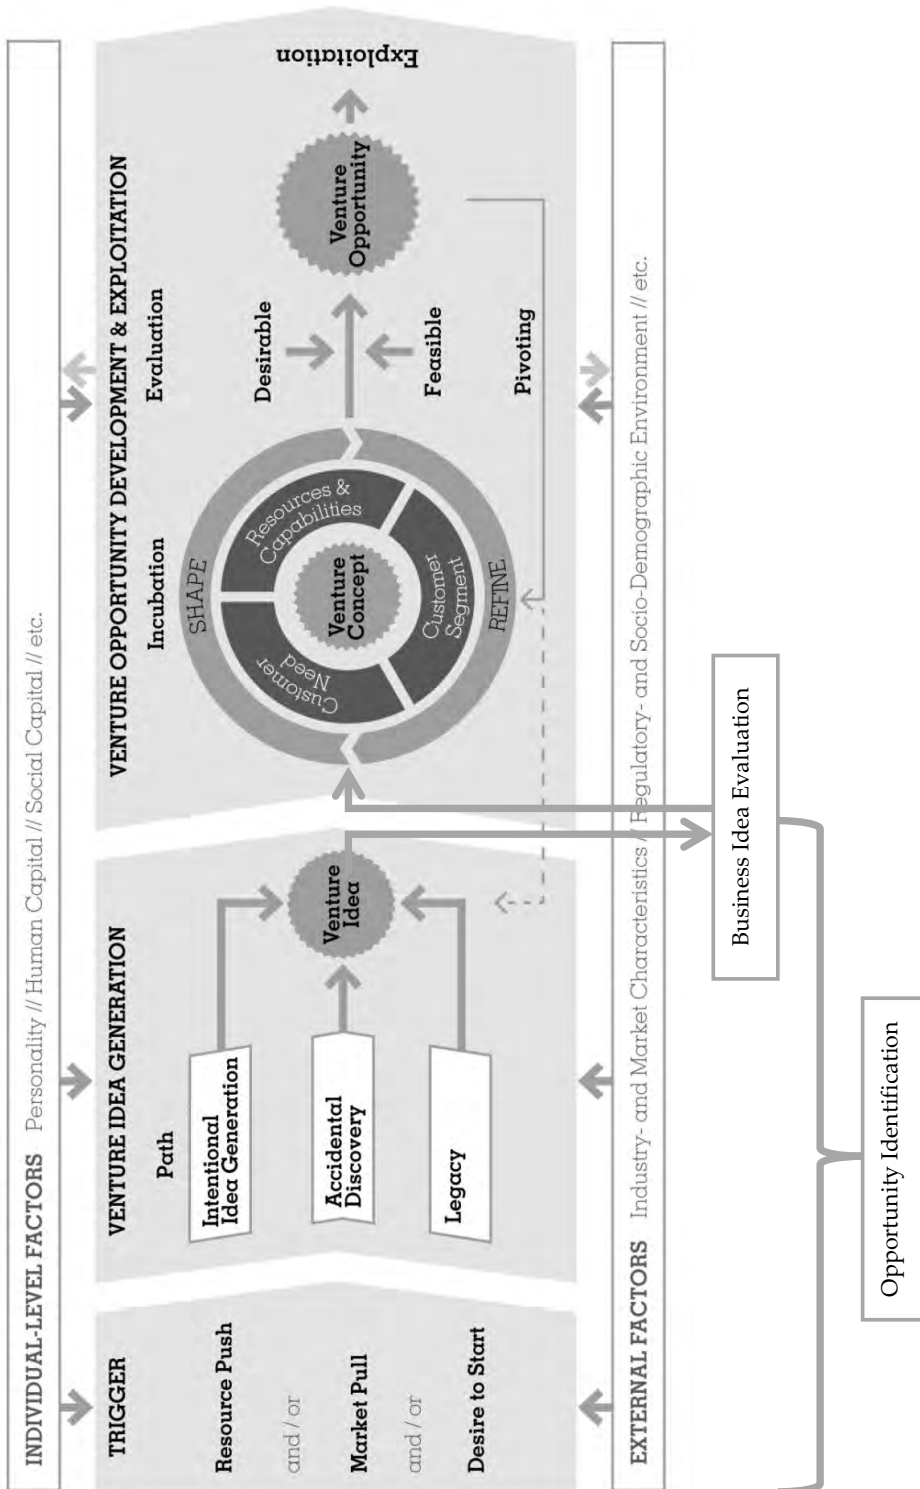 INDIVIDUAL-LEVEL FACTORS Personality // Human Capital // Social Capital // etc.
TRIGGER
Resource Push
and / or
Market Pull
and / or
Desire to Start
VENTURE IDEA GENERATION
Path
Intentional
Idea Generation
Accidental
Discovery
Legacy
Venture
Idea
VENTURE OPPORTUNITY DEVELOPMENT & EXPLOITATION
Incubation
SHAPE
Customer
Need
Resources &
Capabilities
Venture
Concept
Customer
Segment
REFINE
Evaluation
Desirable
Feasible
Pivoting
Venture
Opportunity
Exploitation
EXTERNAL FACTORS Industry- and Market Characteristics // Regulatory- and Socio-Demographic Environment // etc.
Business Idea Evaluation
Opportunity Identification